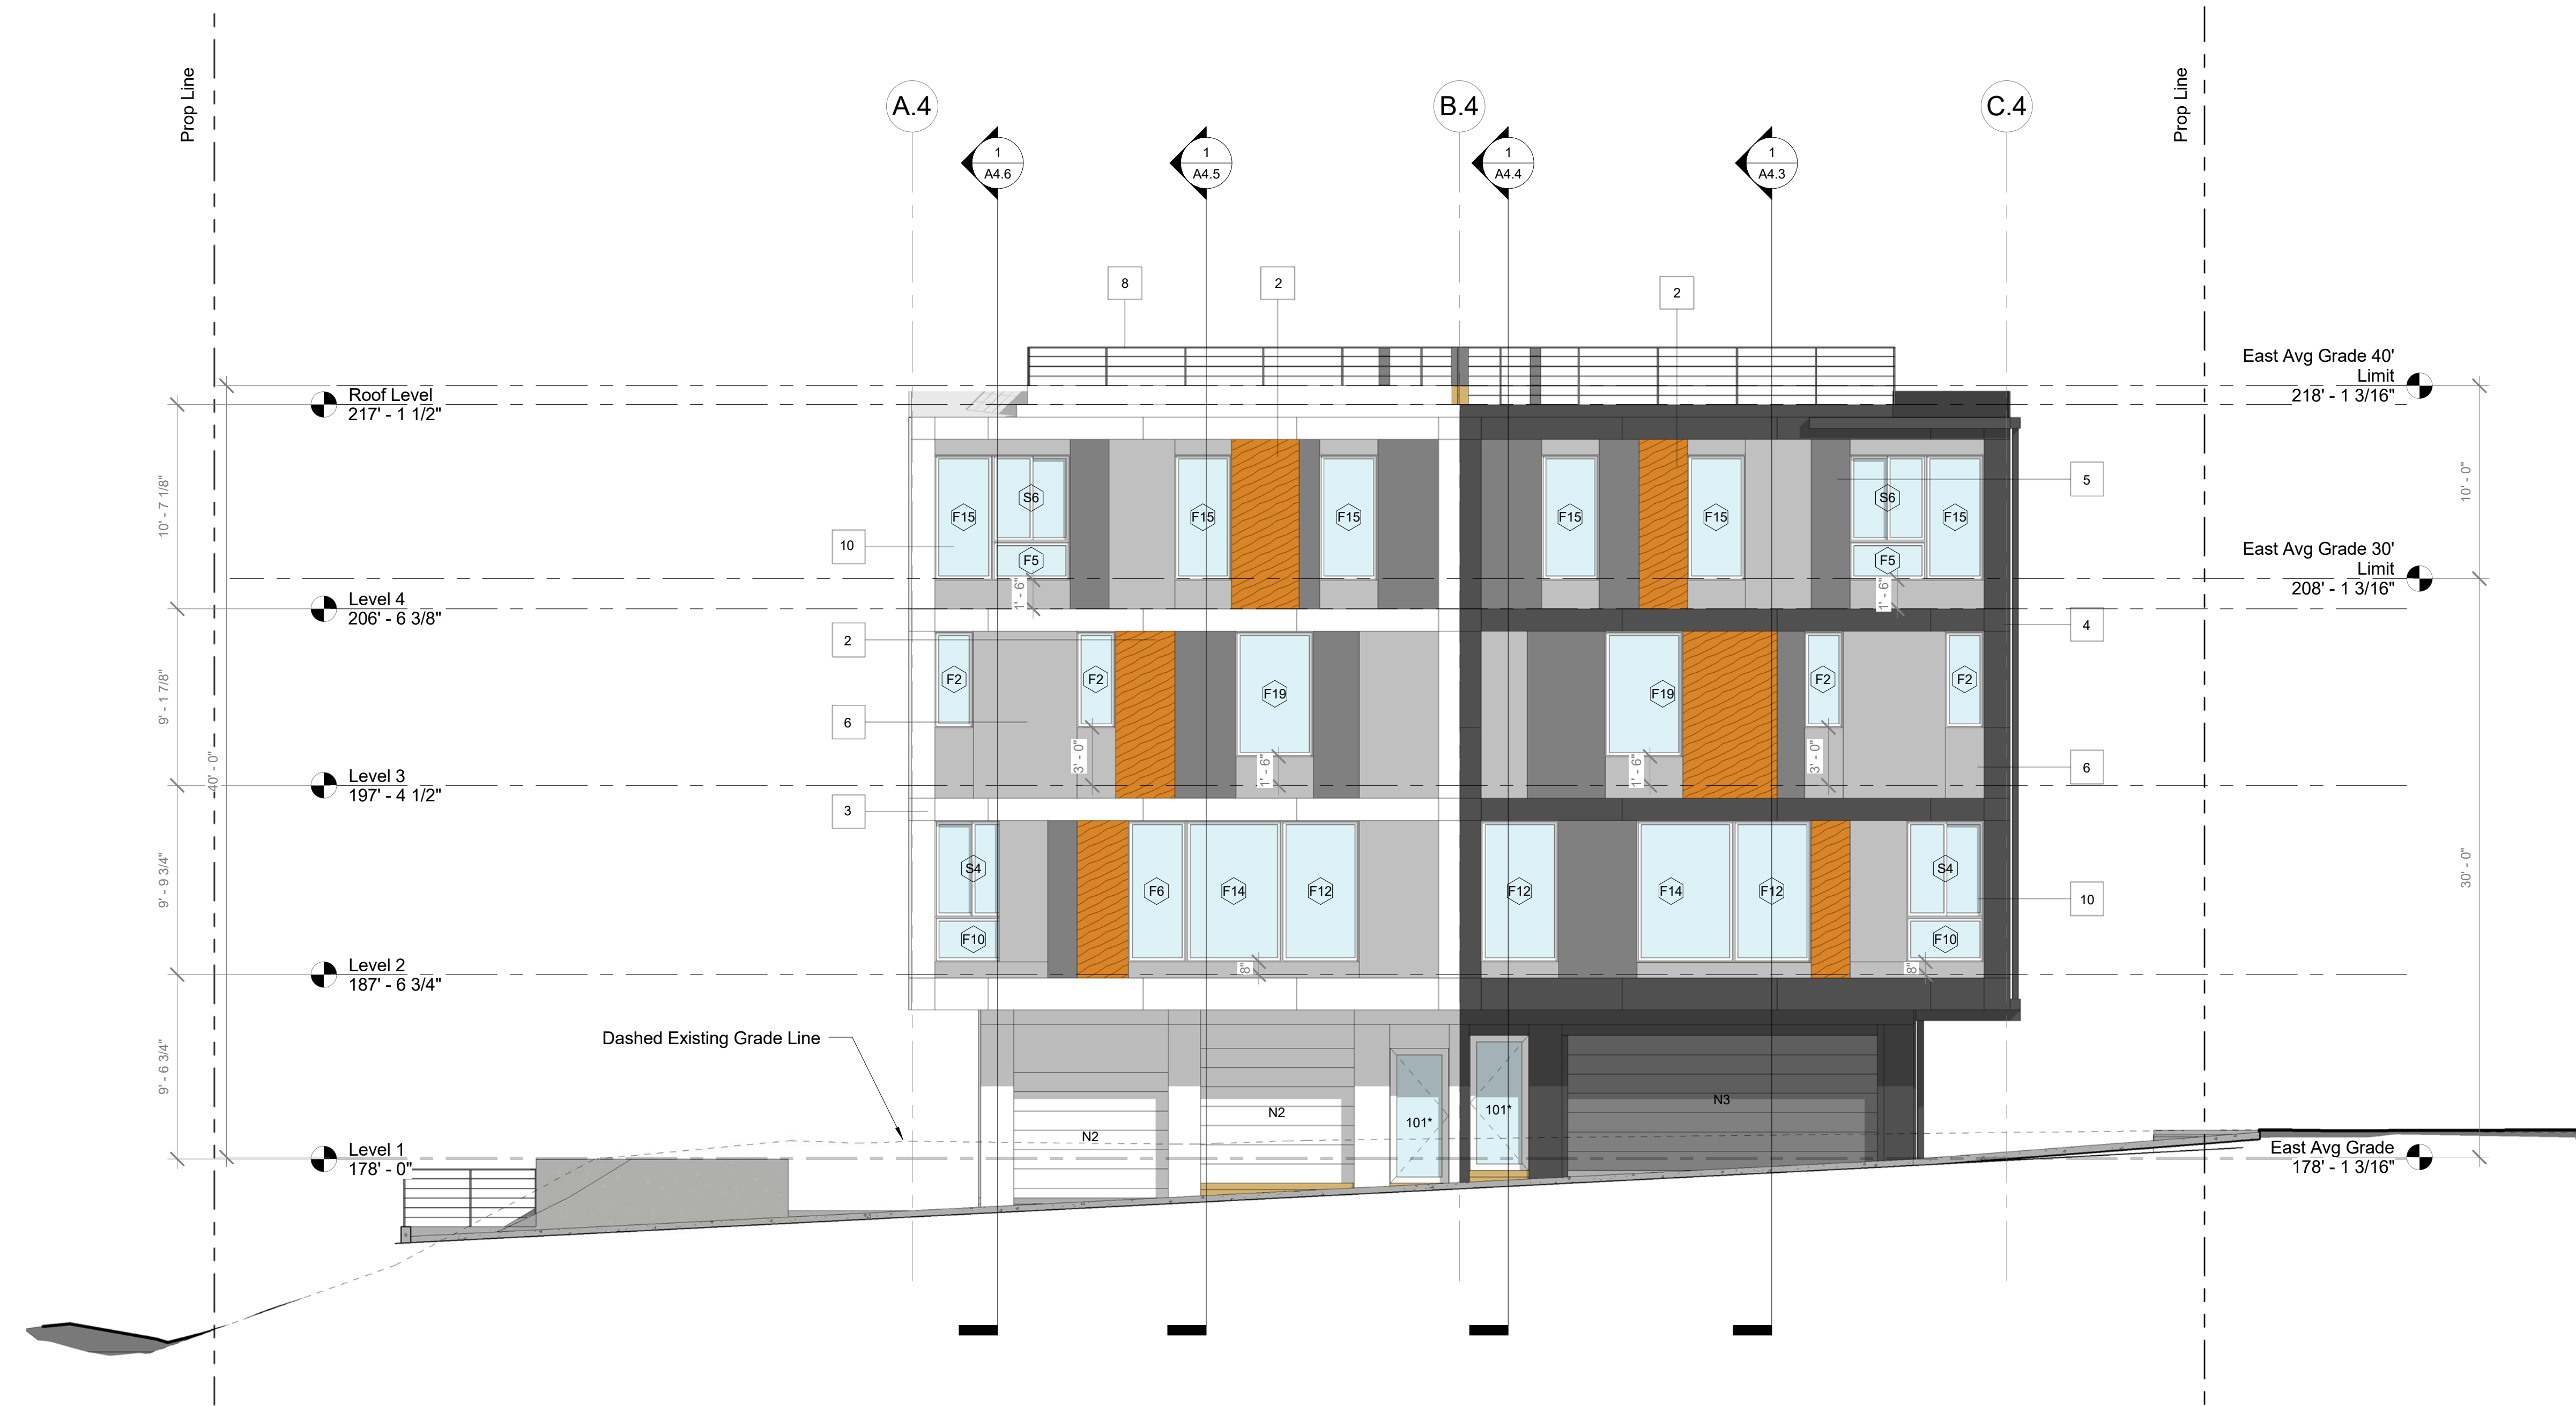 Prop Line
Prop Line
A.4
B.4
C.4
1
A4.6
1
A4.5
1
A4.4
1
A4.3
8
2
2
Roof Level
217' - 1 1/2"
East Avg Grade 40'
Limit
218' - 1 3/16"
10' - 7 1/8"
10' - 0"
F15
S6
F5
F15
F15
F15
F15
S6
F5
F15
10
5
1' - 6"
1' - 6"
East Avg Grade 30'
Limit
208' - 1 3/16"
Level 4
206' - 6 3/8"
2
4
9' - 1 7/8"
F2
F2
F19
F19
F2
F2
6
6
3' - 0"
1' - 6"
1' - 6"
3' - 0"
40' - 0"
Level 3
197' - 4 1/2"
3
9' - 9 3/4"
30' - 0"
S4
F10
F6
F14
F12
F12
F14
F12
S4
F10
10
8"
8"
Level 2
187' - 6 3/4"
Dashed Existing Grade Line
9' - 6 3/4"
N2
N2
101*
101*
N3
Level 1
178' - 0"
East Avg Grade
178' - 1 3/16"